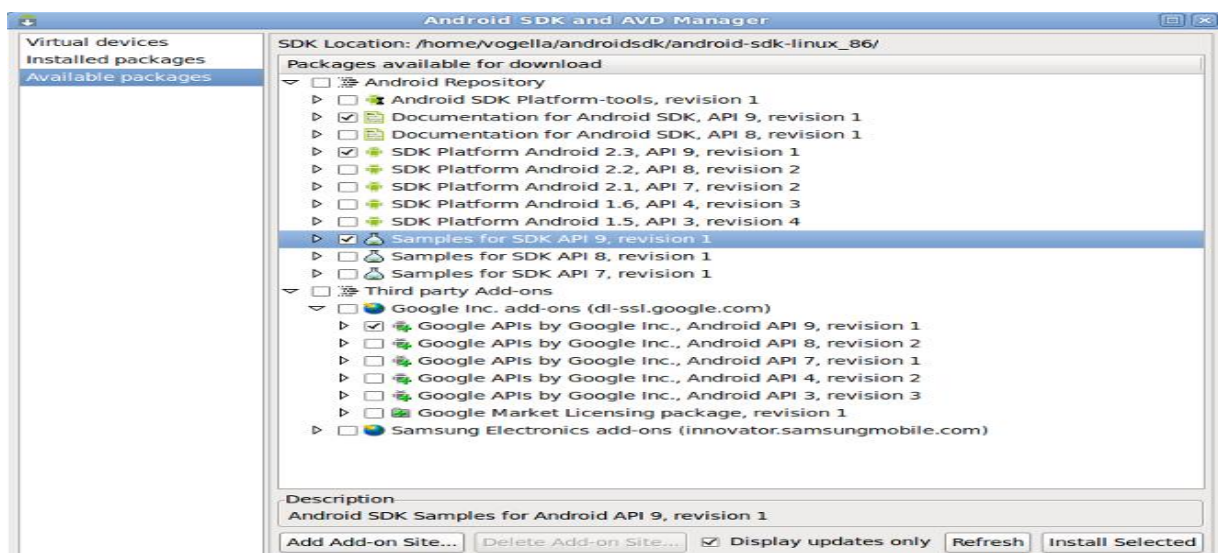 Android SDK and AVD Manager
Virtual devices
Installed packages
Available packages
SDK Location: /home/vogella/androidsdk/android-sdk-linux_86/
Packages available for download
Android Repository
Android SDK Platform-tools, revision 1
Documentation for Android SDK, API 9, revision 1
Documentation for Android SDK, API 8, revision 1
SDK Platform Android 2.3, API 9, revision 1
SDK Platform Android 2.2, API 8, revision 2
SDK Platform Android 2.1, API 7, revision 2
SDK Platform Android 1.6, API 4, revision 3
SDK Platform Android 1.5, API 3, revision 4
Samples for SDK API 9, revision 1
Samples for SDK API 8, revision 1
Samples for SDK API 7, revision 1
Third party Add-ons
Google Inc. add-ons (dl-ssl.google.com)
Google APIs by Google Inc., Android API 9, revision 1
Google APIs by Google Inc., Android API 8, revision 2
Google APIs by Google Inc., Android API 7, revision 1
Google APIs by Google Inc., Android API 4, revision 2
Google APIs by Google Inc., Android API 3, revision 3
Google Market Licensing package, revision 1
Samsung Electronics add-ons (innovator.samsungmobile.com)
Description
Android SDK Samples for Android API 9, revision 1
Add Add-on Site... Delete Add-on Site... Display updates only Refresh Install Selected